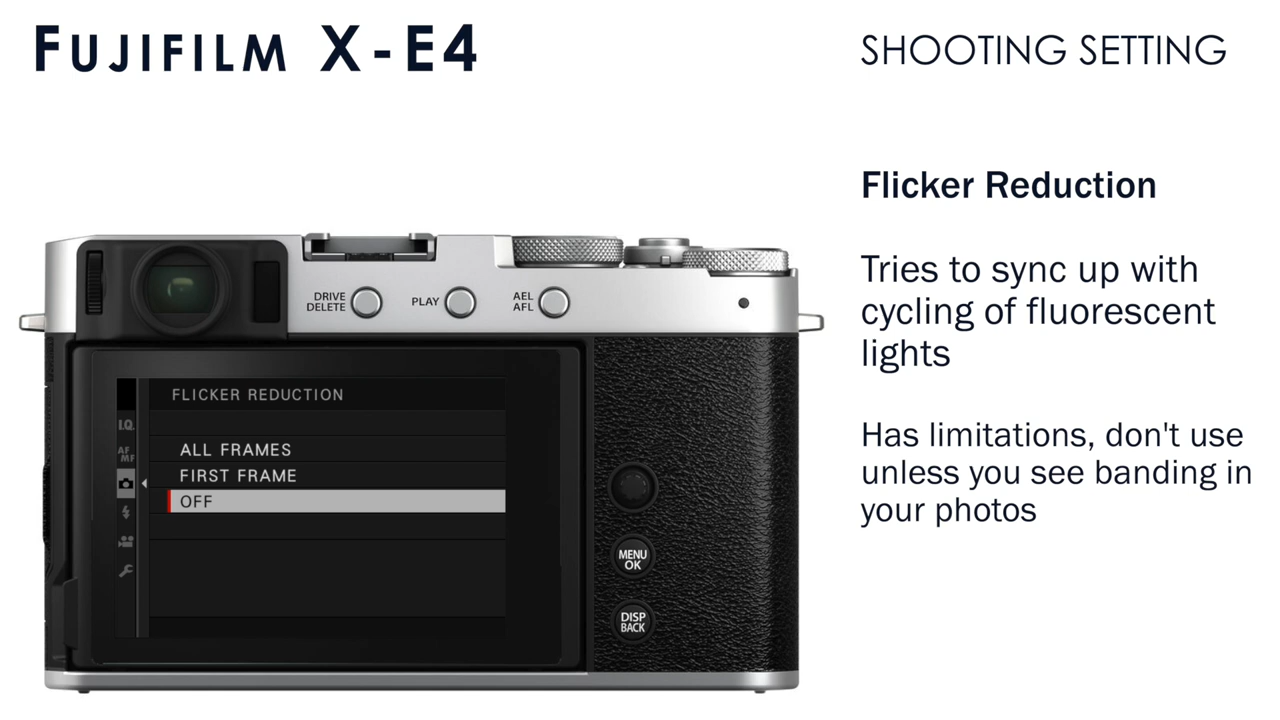 FUJIFILM X-E4
SHOOTING SETTING
Flicker Reduction
Tries to sync up with
cycling of fluorescent
lights
Has limitations, don't use
unless you see banding in
your photos
DRIVE
DELETE
PLAY
AEL
AFL
FLICKER REDUCTION
I.Q.
AF
MF
ALL FRAMES
FIRST FRAME
OFF
MENU
OK
DISP
BACK